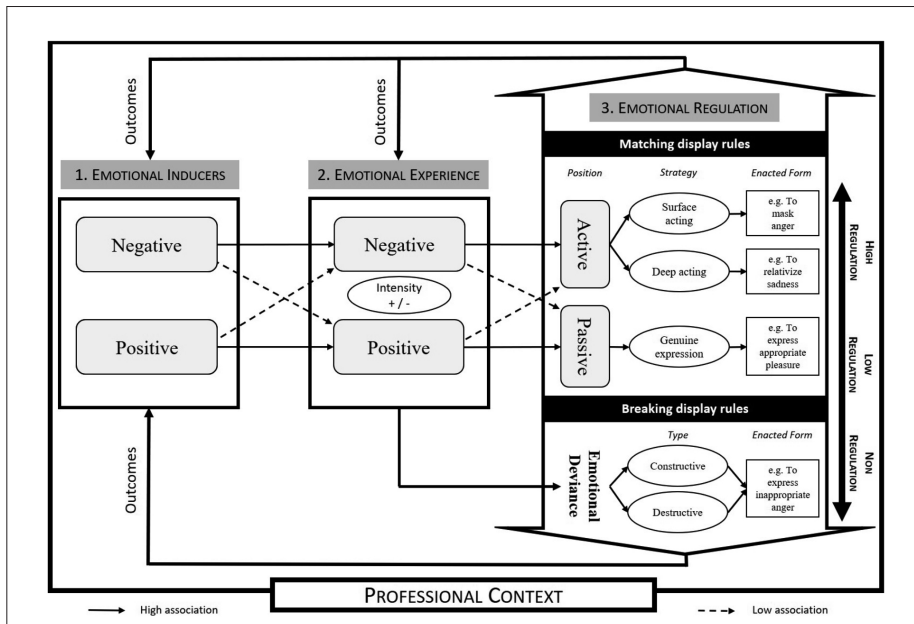 Outcomes
Outcomes
3. EMOTIONAL REGULATION
Matching display rules
1. EMOTIONAL INDUCERS
2. EMOTIONAL EXPERIENCE
Position
Strategy
Enacted Form
Negative
Positive
Negative
Intensity
+ / -
Positive
Active
Passive
Surface
acting
Deep acting
Genuine
expression
e.g. To
mask
anger
e.g. To
relativize
sadness
e.g. To
express
appropriate
pleasure
HIGH
REGULATION
LOW
REGULATION
NON
REGULATION
Breaking display rules
Type
Enacted Form
Emotional
Deviance
Constructive
Destructive
e.g. To
express
inappropriate
anger
Outcomes
PROFESSIONAL CONTEXT
High association
Low association